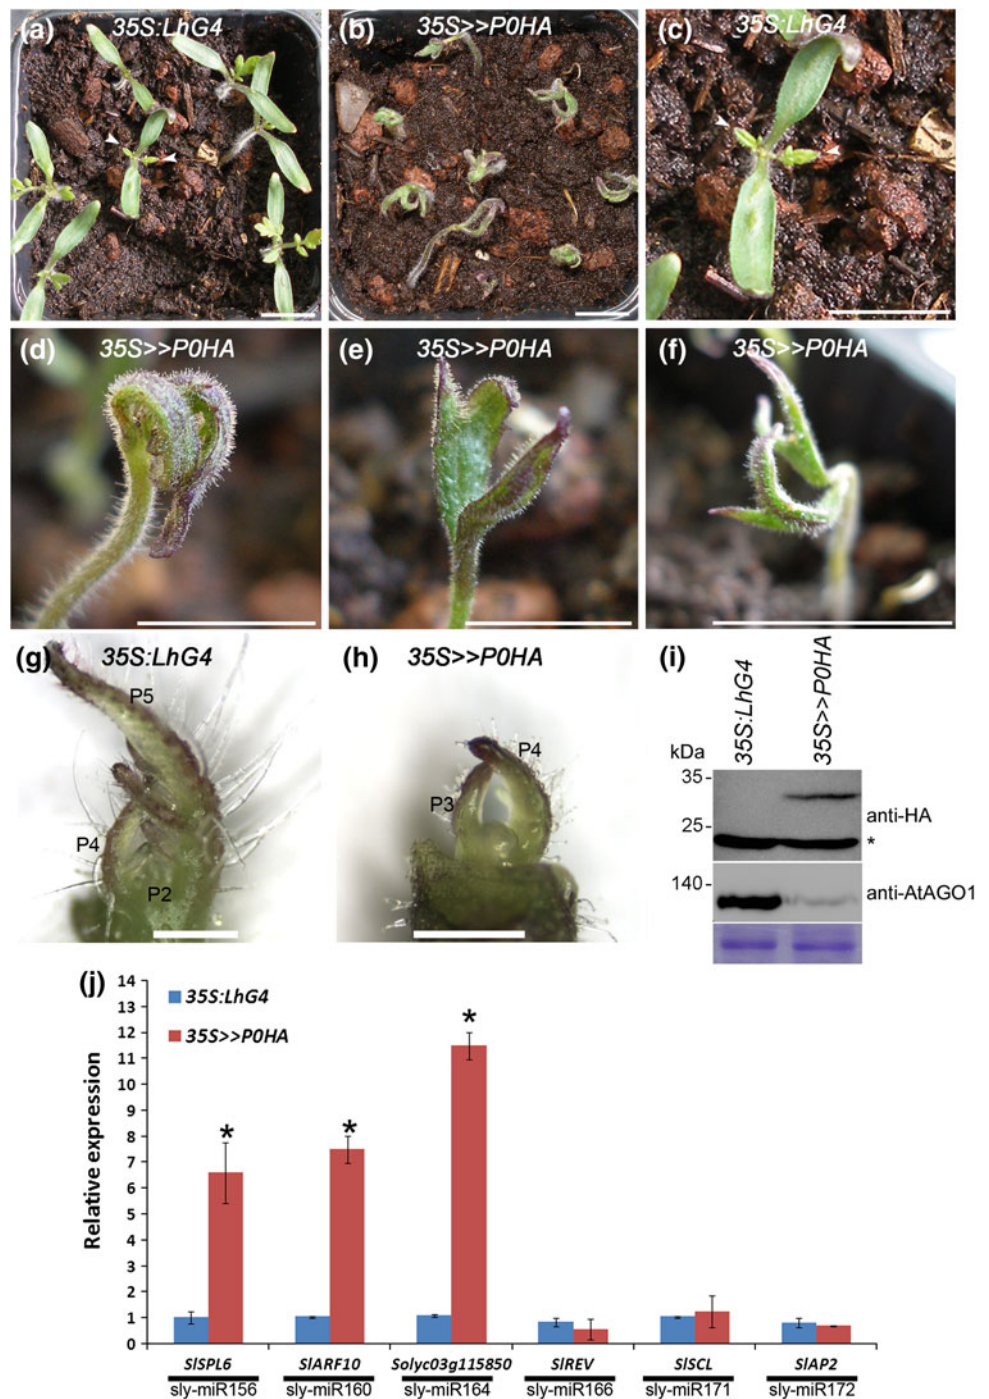 (a) 35S:LhG4
(b) 35S>>P0HA
(c) 35S:LhG4
(d) 35S>>P0HA
(e) 35S>>P0HA
(f) 35S>>P0HA
(g) 35S:LhG4
P5
P4
P2
(h) 35S>>P0HA
P4
P3
(i)
35S:LhG4
35S>>P0HA
kDa
35-
25-
anti-HA
*
140-
anti-AtAGO1
(j)
14
13
12
11
10
9
8
7
6
5
4
3
2
1
0
Relative expression
35S:LhG4
35S>>P0HA
*
*
*
SlSPL6 SlARF10 Solyc03g115850 SlREV SlSCL SlAP2
sly-miR156 sly-miR160 sly-miR164 sly-miR166 sly-miR171 sly-miR172